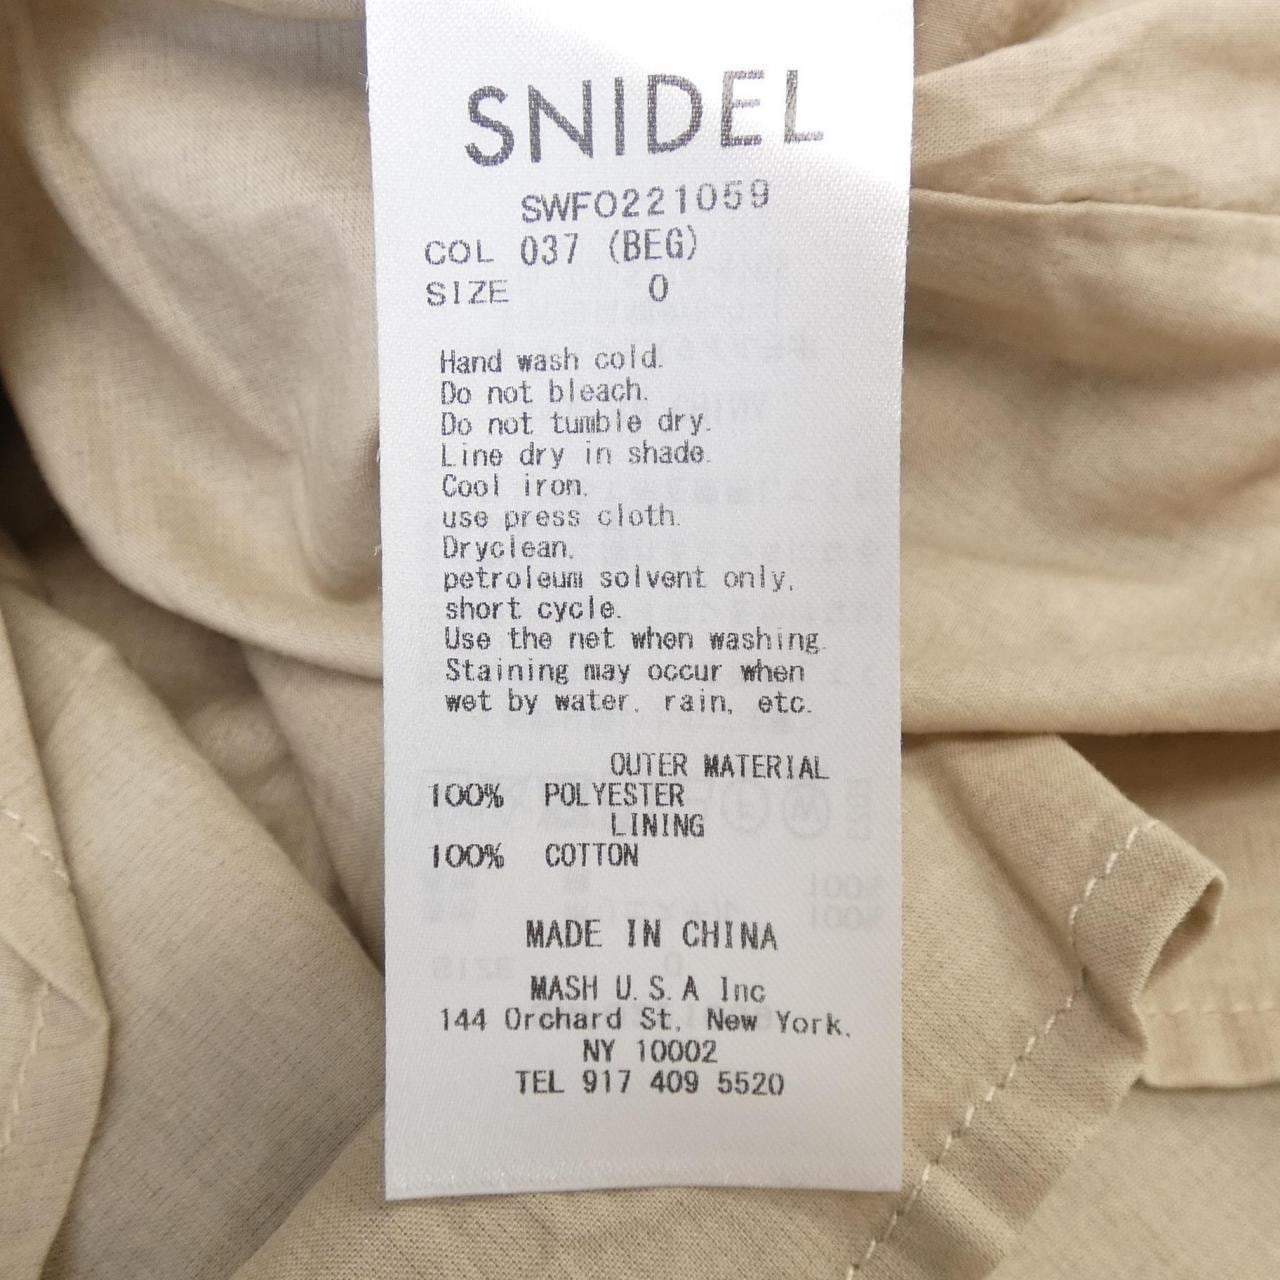 SNIDEL
SWFO221059
COL 037 (BEG)
SIZE 0
Hand wash cold.
Do not bleach.
Do not tumble dry.
Line dry in shade.
Cool iron.
use press cloth.
Dryclean.
petroleum solvent only,
short cycle.
Use the net when washing.
Staining may occur when
wet by water, rain, etc.
OUTER MATERIAL
100% POLYESTER
LINING
100% COTTON
MADE IN CHINA
MASH U.S.A Inc
144 Orchard St, New York,
NY 10002
TEL 917 409 5520